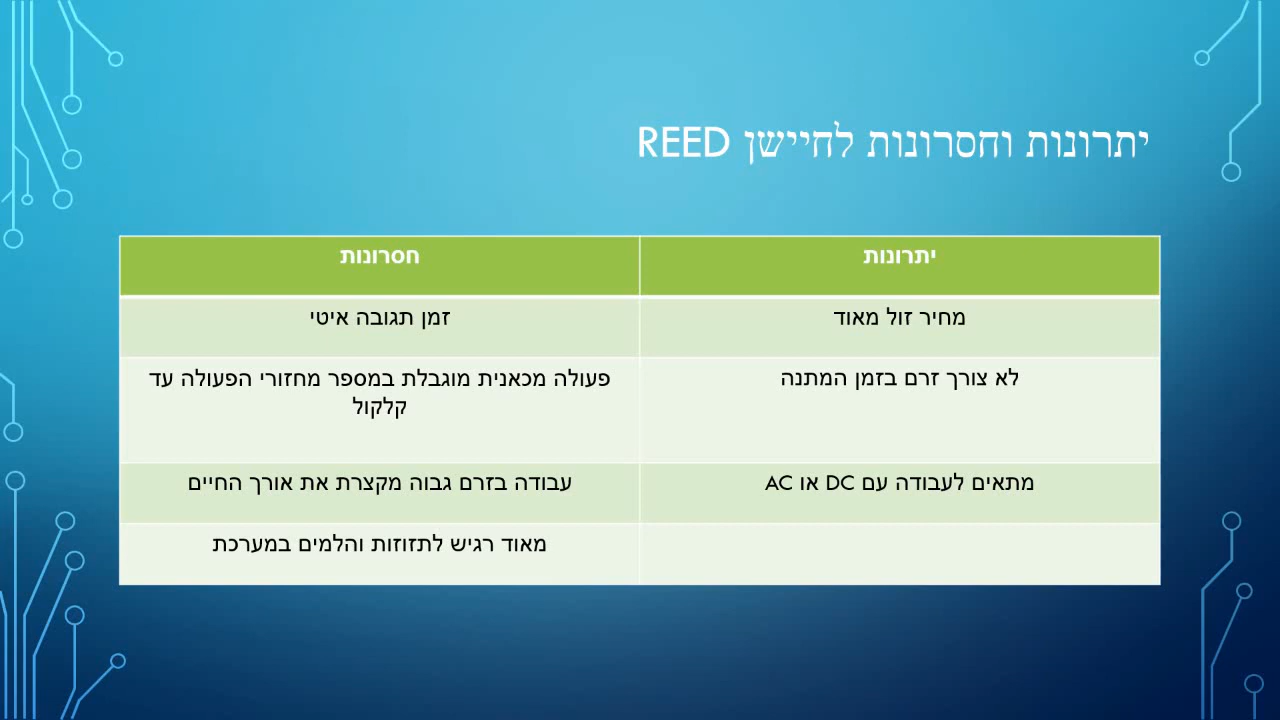 יתרונות וחסרונות לחיישן REED
יתרונות
חסרונות
מחיר זול מאוד
זמן תגובה איטי
לא צורך זרם בזמן המתנה
פעולה מכאנית מוגבלת במספר מחזורי הפעולה עד
קלקול
מתאים לעבודה עם DC או AC
עבודה בזרם גבוה מקצרת את אורך החיים
מאוד רגיש לתזוזות והלמים במערכת